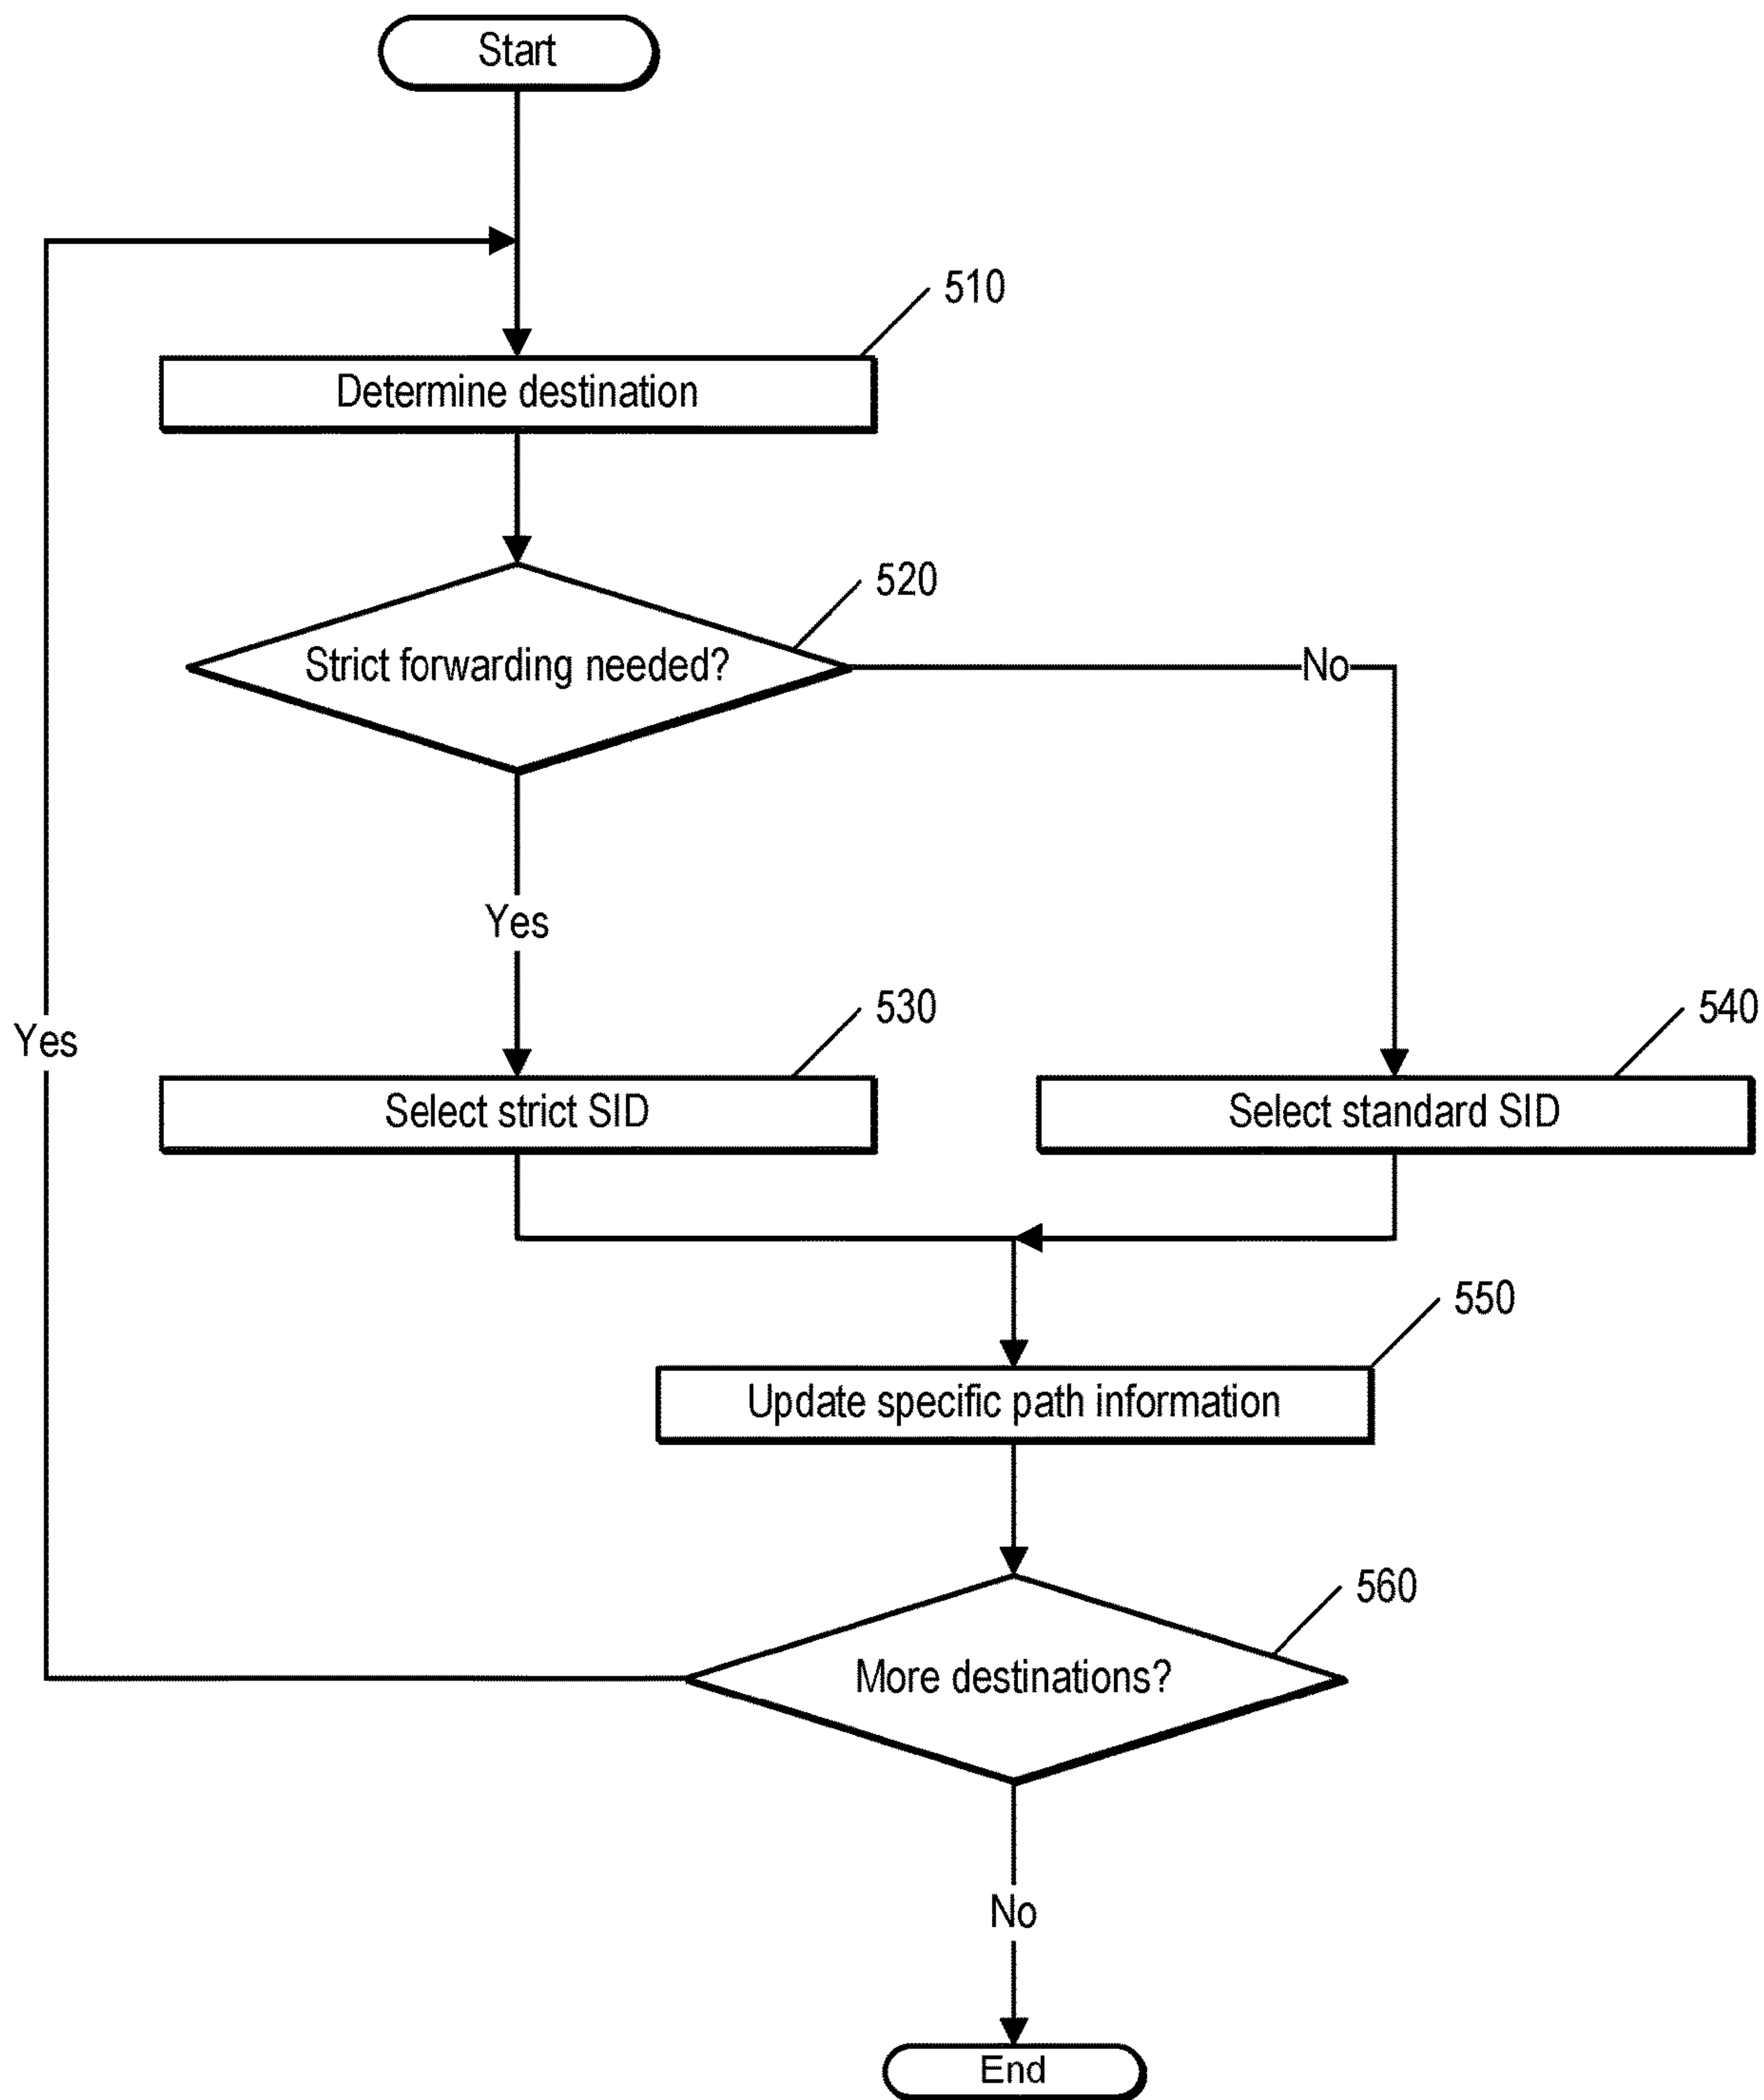 Start
510
Determine destination
520
Strict forwarding needed?
No
Yes
530
540
Yes
Select strict SID
Select standard SID
550
Update specific path information
560
More destinations?
No
End